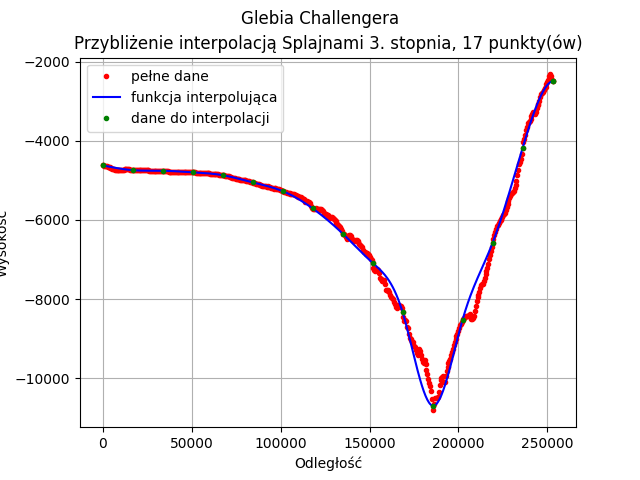 Glebia Challengera
Przybliżenie interpolacją Splajnami 3. stopnia, 17 punkty(ów)
pełne dane
funkcja interpolująca
dane do interpolacji
−2000
−4000
−6000
−8000
−10000
Wysokość
0 50000 100000 150000 200000 250000
Odległość